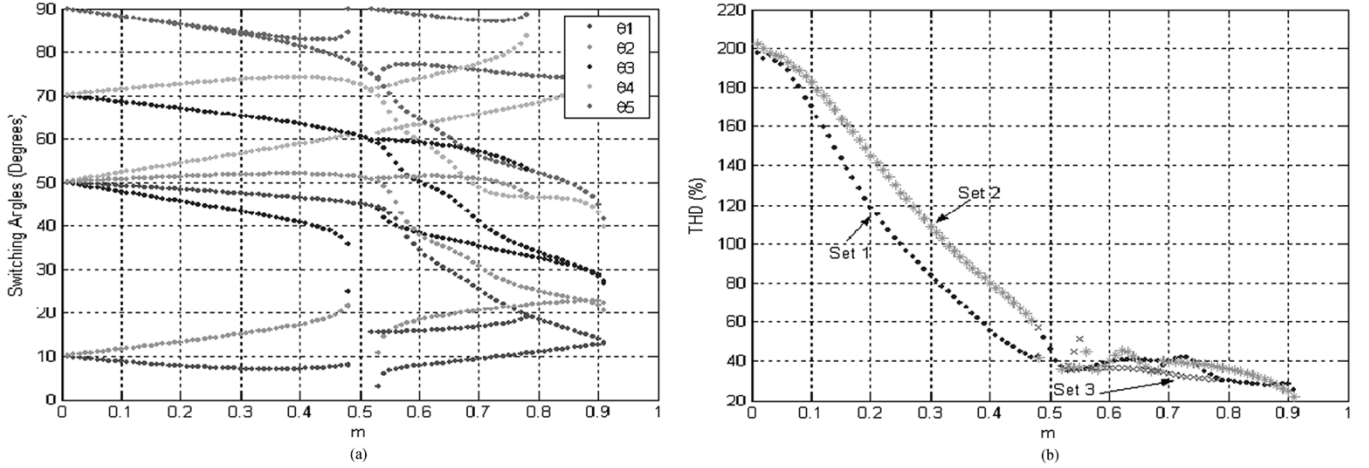 90
80
70
60
50
40
30
20
10
0
Switching Angles (Degrees)
0 0.1 0.2 0.3 0.4 0.5 0.6 0.7 0.8 0.9 1
m
(a)
θ1
θ2
θ3
θ4
θ5
220
200
180
160
140
120
100
80
60
40
20
THD (%)
Set 2
Set 1
Set 3
0 0.1 0.2 0.3 0.4 0.5 0.6 0.7 0.8 0.9 1
m
(b)